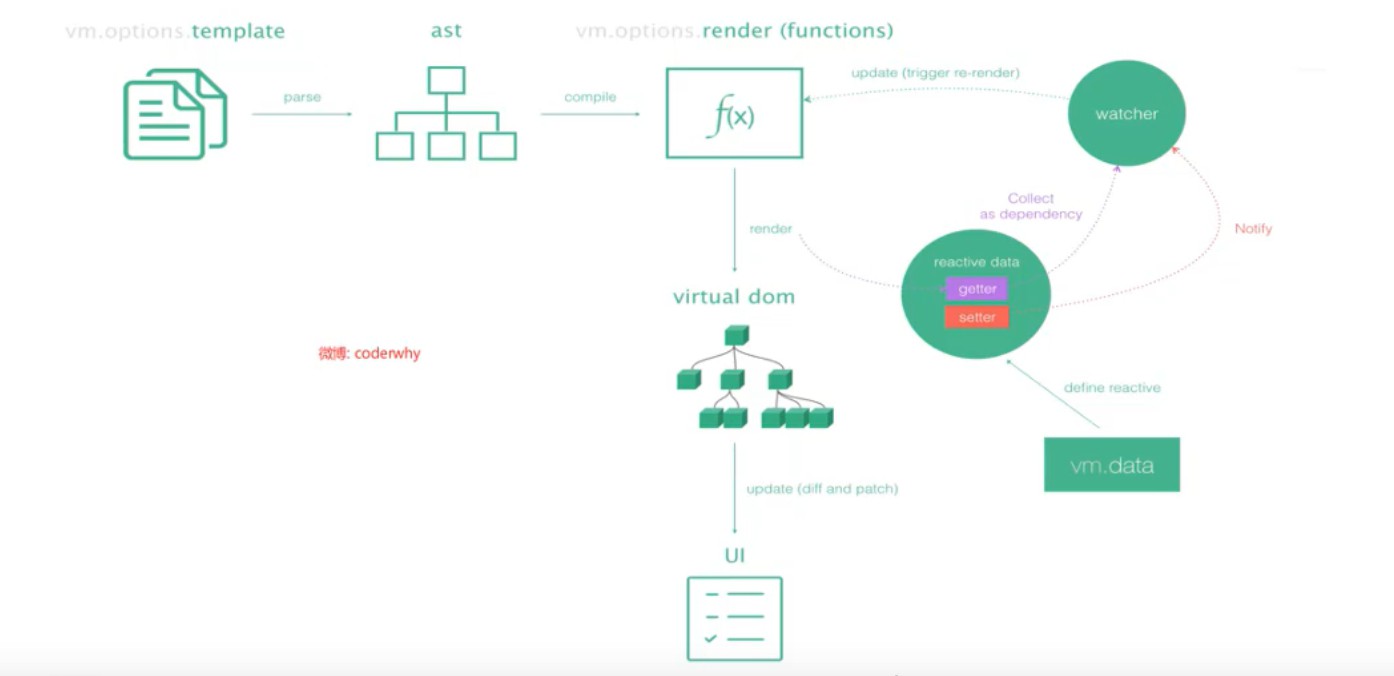 vm.options.template
ast
vm.options.render (functions)
parse
compile
f(x)
update (trigger re-render)
watcher
Collect
as dependency
Notify
render
reactive data
getter
setter
virtual dom
微博: coderwhy
define reactive
vm.data
update (diff and patch)
UI